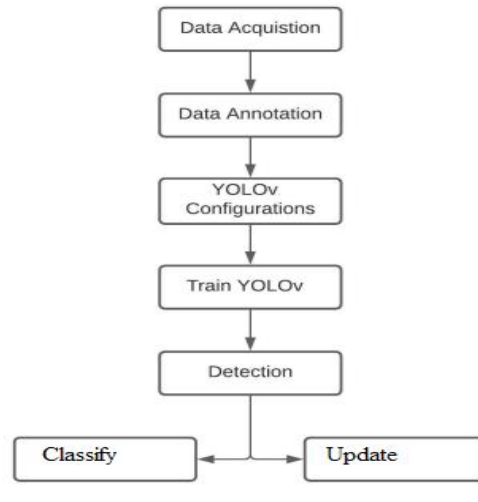 Data Acquistion
Data Annotation
YOLOv
Configurations
Train YOLOv
Detection
Classify
Update